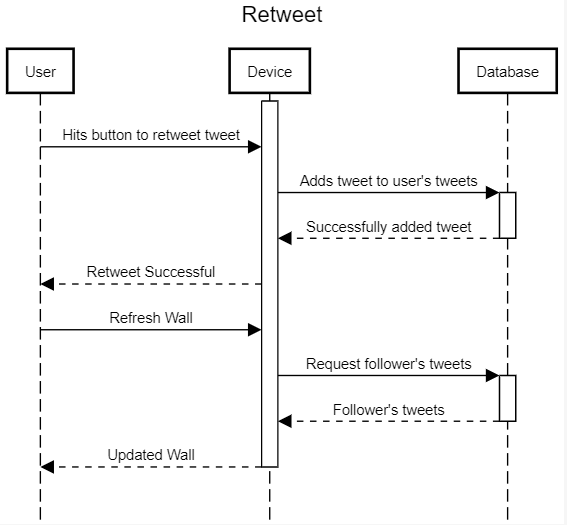 Retweet
User
Device
Database
Hits button to retweet tweet
Adds tweet to user's tweets
Successfully added tweet
Retweet Successful
Refresh Wall
Request follower's tweets
Follower's tweets
Updated Wall